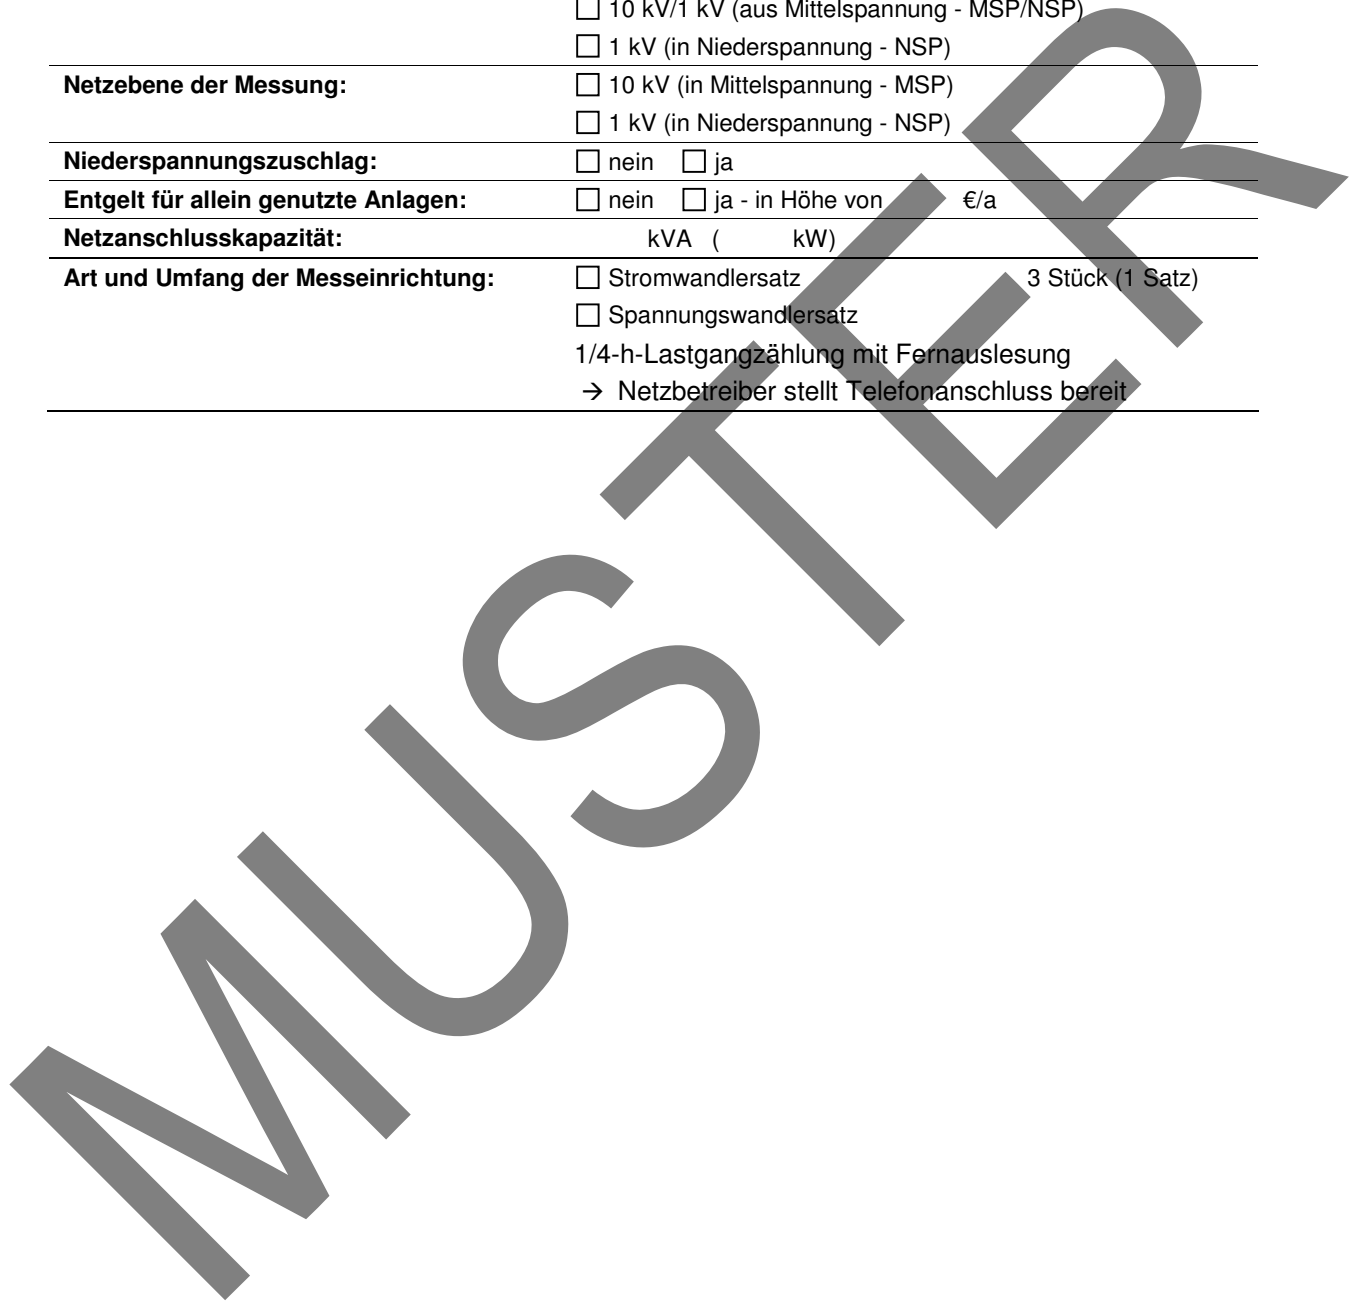 ☐ 10 kV/1 kV (aus Mittelspannung - MSP/NSP)
☐ 1 kV (in Niederspannung - NSP)
Netzebene der Messung: ☐ 10 kV (in Mittelspannung - MSP)
☐ 1 kV (in Niederspannung - NSP)
Niederspannungszuschlag: ☐ nein ☐ ja
Entgelt für allein genutzte Anlagen: ☐ nein ☐ ja - in Höhe von €/a
Netzanschlusskapazität: kVA ( kW)
Art und Umfang der Messeinrichtung: ☐ Stromwandlersatz 3 Stück (1 Satz)
☐ Spannungswandlersatz
1/4-h-Lastgangzählung mit Fernauslesung
→ Netzbetreiber stellt Telefonanschluss bereit
MUSTER